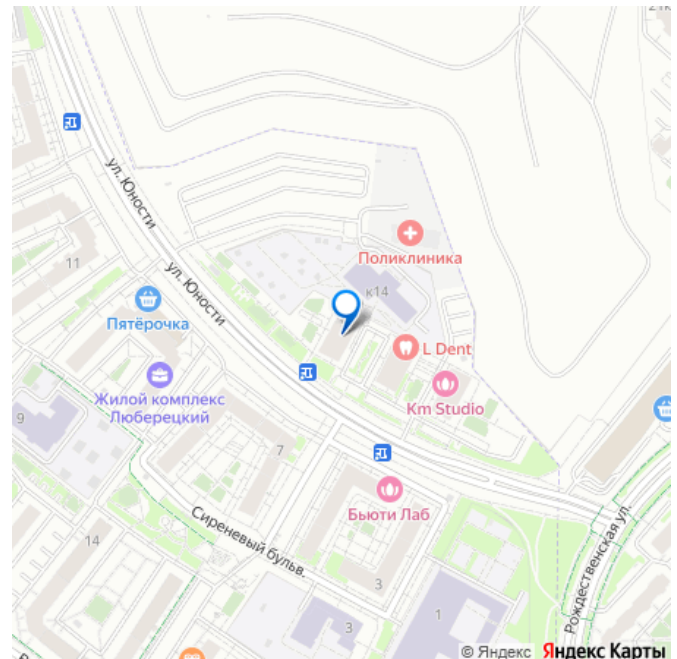 ул. Юности
11
ул. Юности
Пятёрочка
Поликлиника
к14
L Dent
Km Studio
Жилой комплекс
Люберецкий
9
7
Бьюти Лаб
Сиреневый бульв.
14
3
3
1
Рождественская ул.
© Яндекс Яндекс Карты